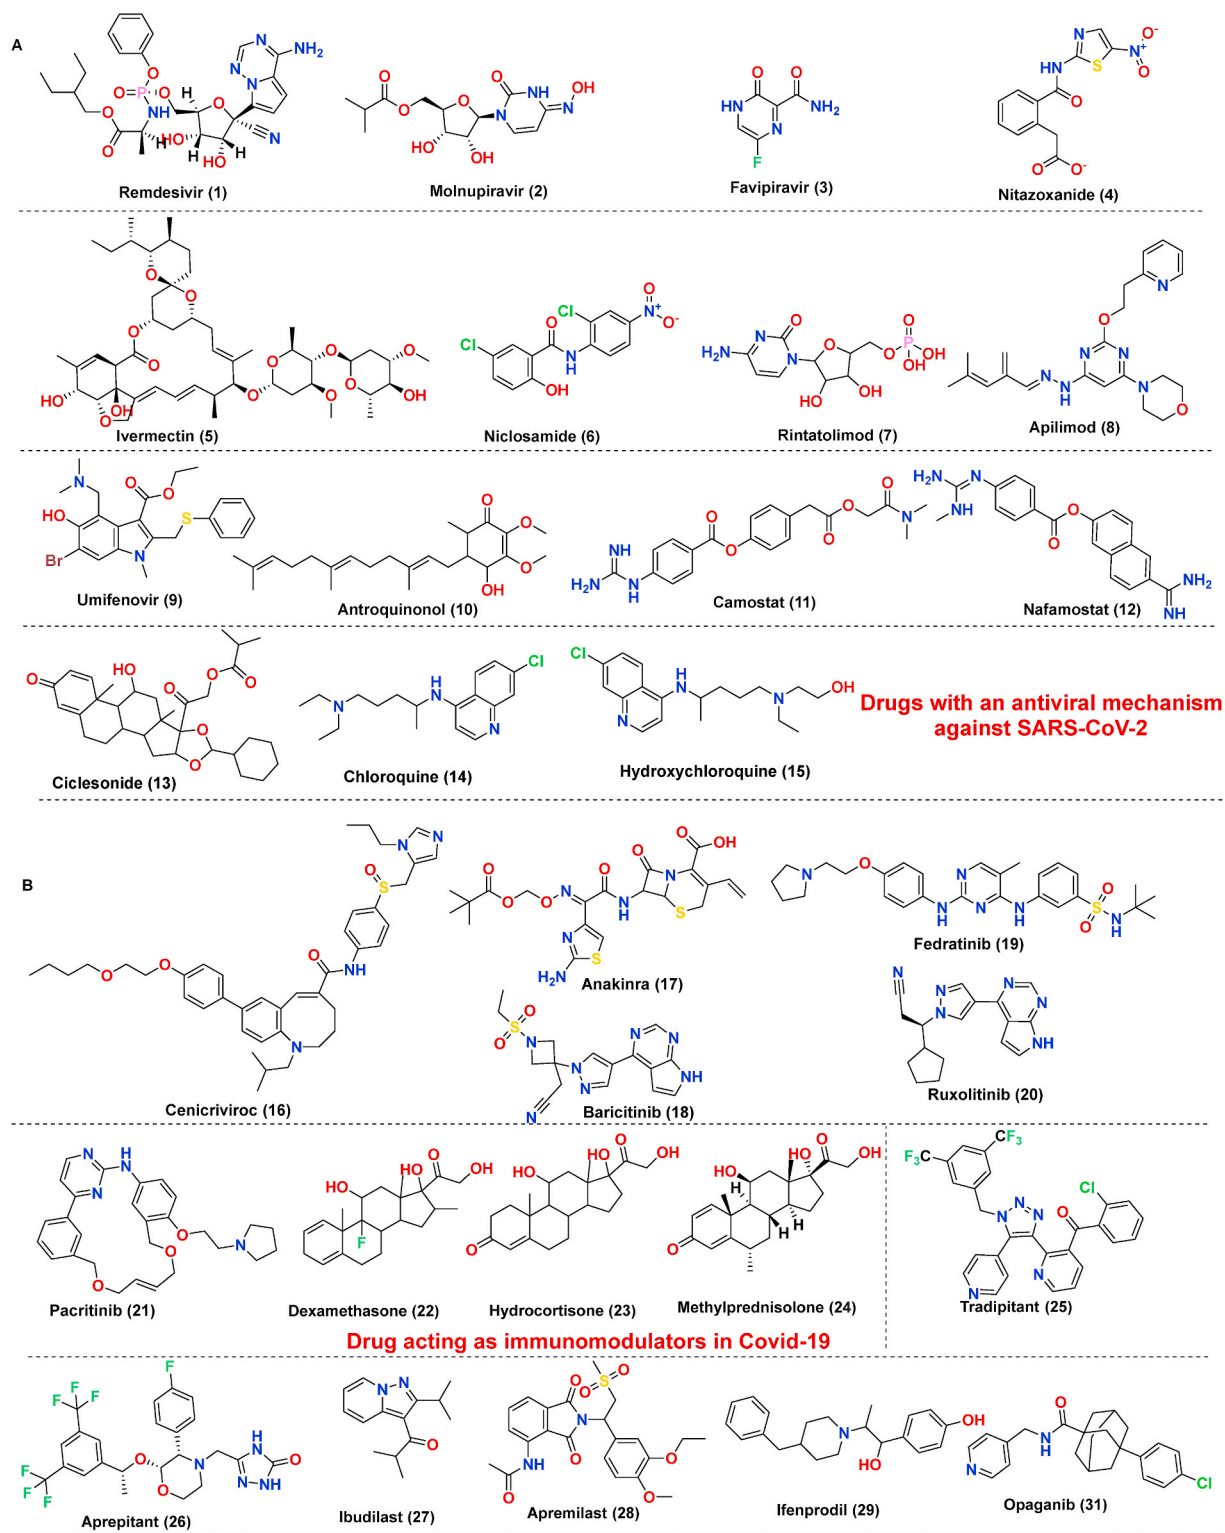 A
Remdesivir (1)
Molnupiravir (2)
Favipiravir (3)
Nitazoxanide (4)
Ivermectin (5)
Niclosamide (6)
Rintatolimod (7)
Apilimod (8)
Umifenovir (9)
Antroquinonol (10)
Camostat (11)
Nafamostat (12)
Ciclesonide (13)
Chloroquine (14)
Hydroxychloroquine (15)
Drugs with an antiviral mechanism
against SARS-CoV-2
B
Cenicriviroc (16)
Anakinra (17)
Baricitinib (18)
Fedratinib (19)
Ruxolitinib (20)
Pacritinib (21)
Dexamethasone (22)
Hydrocortisone (23)
Methylprednisolone (24)
Tradipitant (25)
Drug acting as immunomodulators in Covid-19
Aprepitant (26)
Ibudilast (27)
Apremilast (28)
Ifenprodil (29)
Opaganib (31)